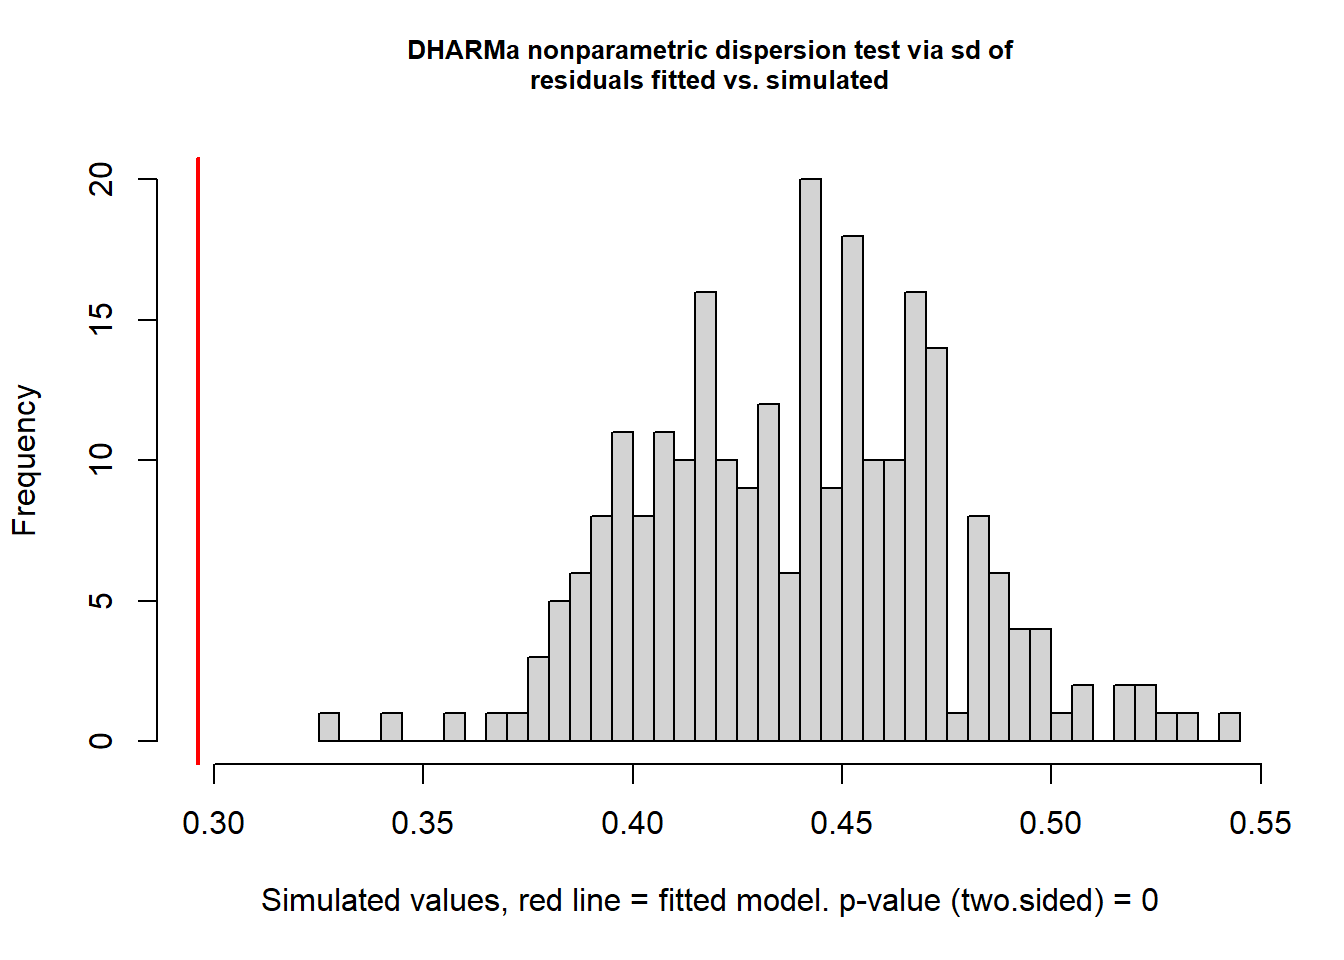 DHARMa nonparametric dispersion test via sd of
residuals fitted vs. simulated
Frequency
20
15
10
5
0
0.30 0.35 0.40 0.45 0.50 0.55
Simulated values, red line = fitted model. p-value (two.sided) = 0